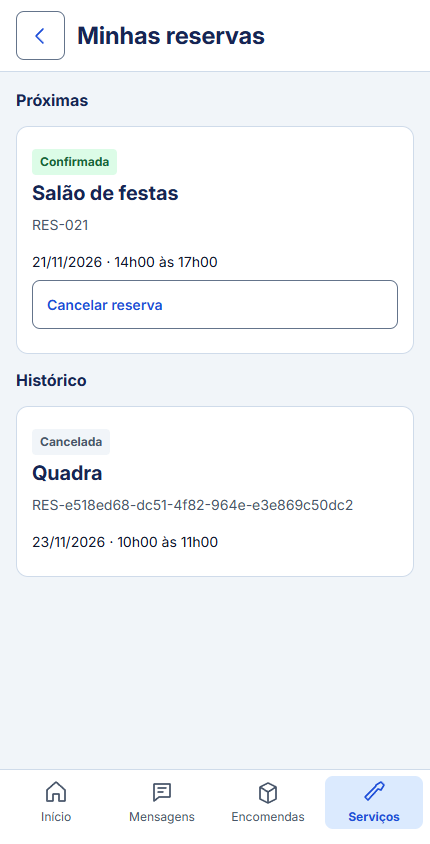 Minhas reservas
Próximas
Confirmada
Salão de festas
RES-021
21/11/2026 · 14h00 às 17h00
Cancelar reserva
Histórico
Cancelada
Quadra
RES-e518ed68-dc51-4f82-964e-e3e869c50dc2
23/11/2026 · 10h00 às 11h00
Início
Mensagens
Encomendas
Serviços